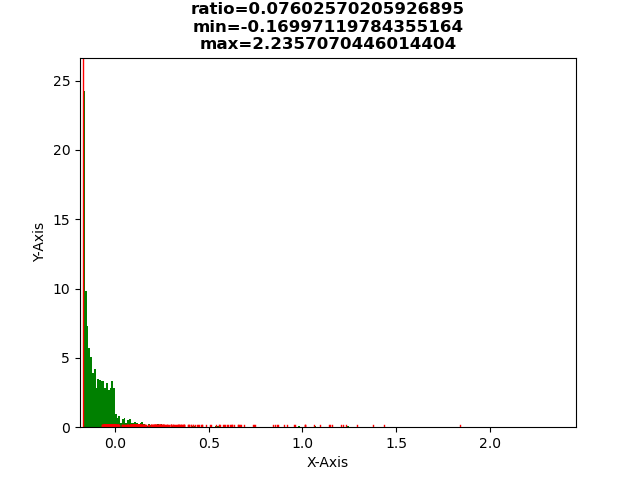 ratio=0.07602570205926895
min=-0.16997119784355164
max=2.2357070446014404
25
20
15
10
5
0
Y-Axis
0.0 0.5 1.0 1.5 2.0
X-Axis